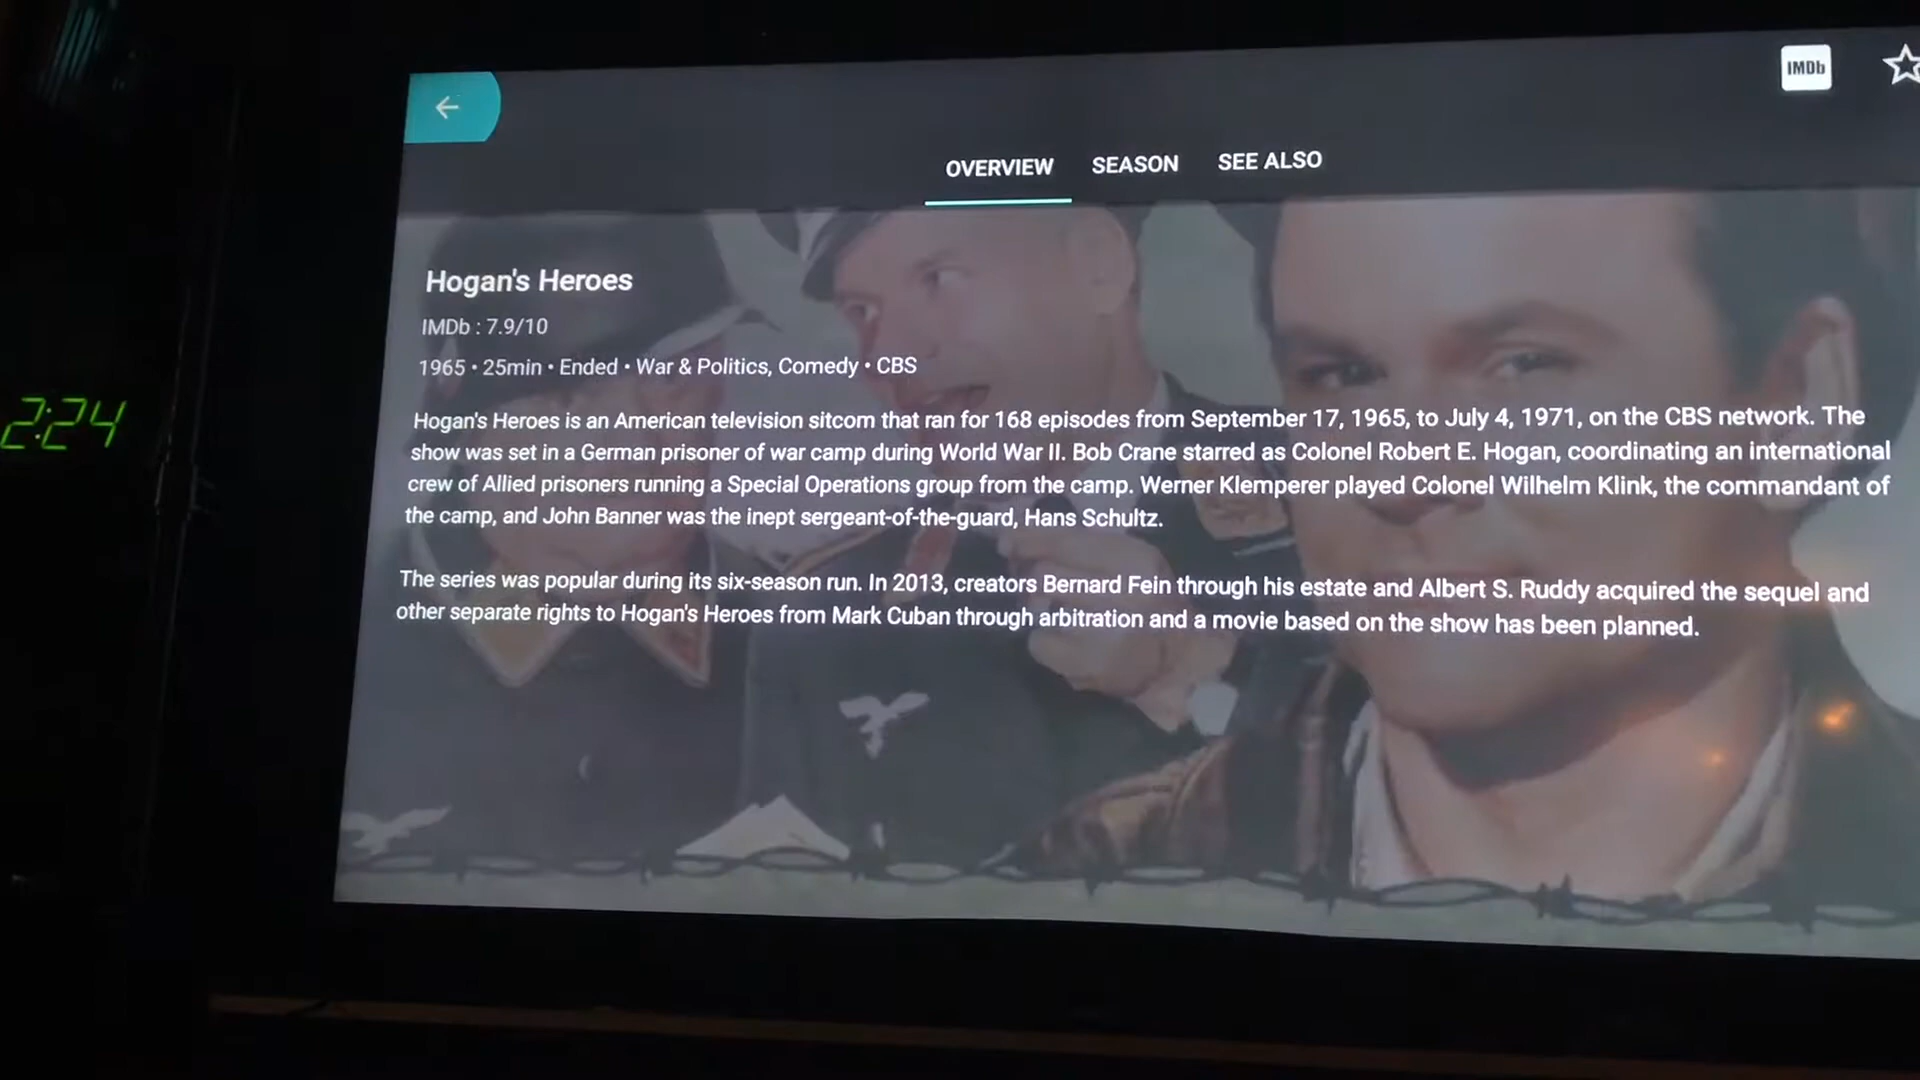 IMDb
OVERVIEW SEASON SEE ALSO
Hogan's Heroes
IMDb : 7.9/10
1965 • 25min • Ended • War & Politics, Comedy • CBS
2:24
Hogan's Heroes is an American television sitcom that ran for 168 episodes from September 17, 1965, to July 4, 1971, on the CBS network. The
show was set in a German prisoner of war camp during World War II. Bob Crane starred as Colonel Robert E. Hogan, coordinating an international
crew of Allied prisoners running a Special Operations group from the camp. Werner Klemperer played Colonel Wilhelm Klink, the commandant of
the camp, and John Banner was the inept sergeant-of-the-guard, Hans Schultz.
The series was popular during its six-season run. In 2013, creators Bernard Fein through his estate and Albert S. Ruddy acquired the sequel and
other separate rights to Hogan's Heroes from Mark Cuban through arbitration and a movie based on the show has been planned.